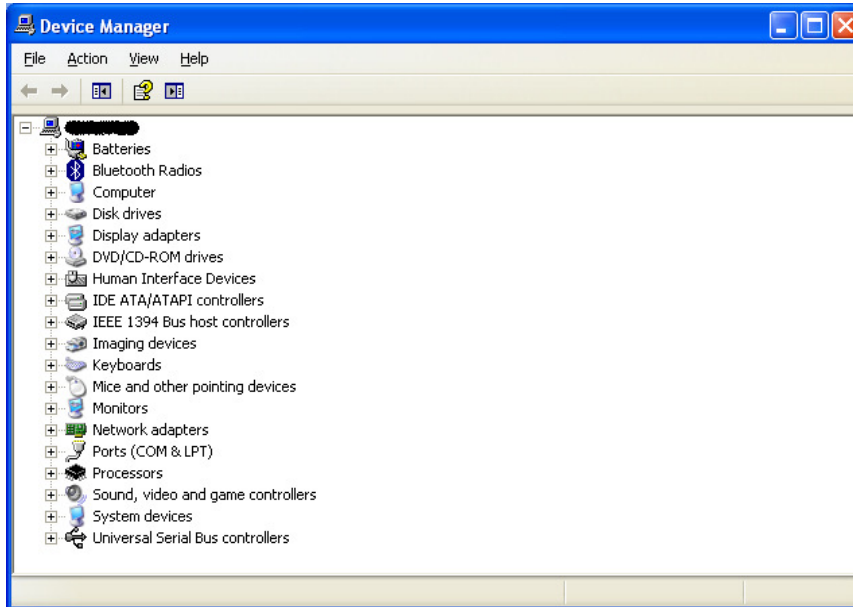 Device Manager
File Action View Help
Batteries
Bluetooth Radios
Computer
Disk drives
Display adapters
DVD/CD-ROM drives
Human Interface Devices
IDE ATA/ATAPI controllers
IEEE 1394 Bus host controllers
Imaging devices
Keyboards
Mice and other pointing devices
Monitors
Network adapters
Ports (COM & LPT)
Processors
Sound, video and game controllers
System devices
Universal Serial Bus controllers